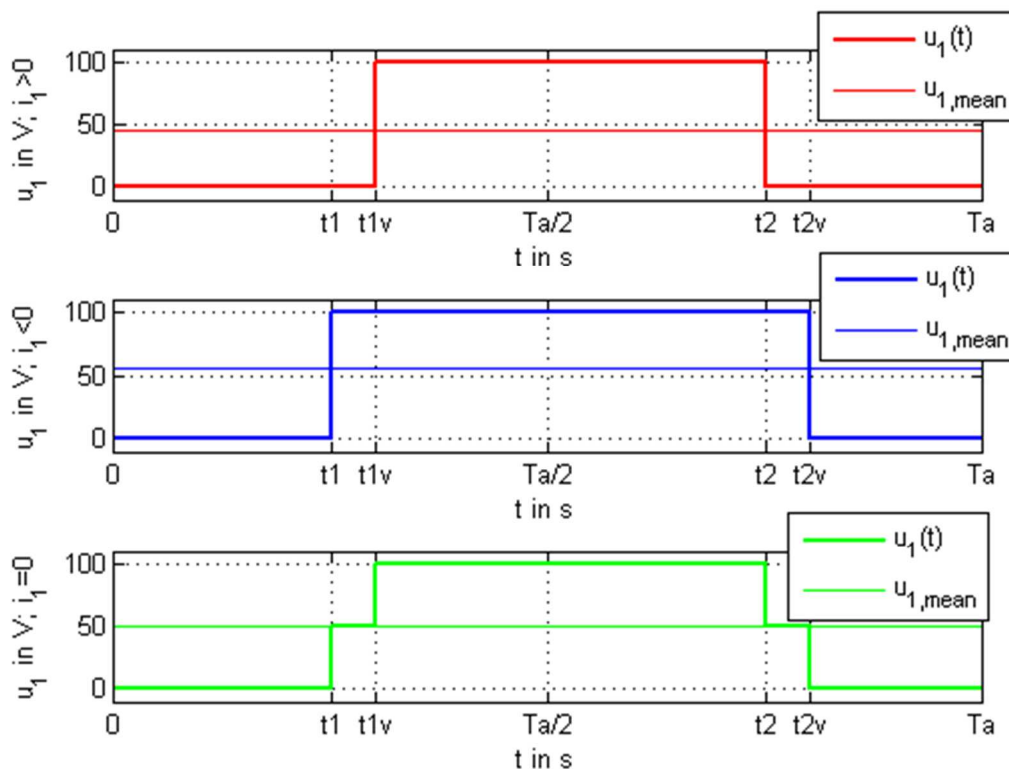 u₁ in V; i₁ >0
100
50
0
u₁(t)
u₁,mean
0 t1 t1v Ta/2 t2 t2v Ta
t in s
u₁ in V; i₁ <0
100
50
0
u₁(t)
u₁,mean
0 t1 t1v Ta/2 t2 t2v Ta
t in s
u₁ in V; i₁=0
100
50
0
u₁(t)
u₁,mean
0 t1 t1v Ta/2 t2 t2v Ta
t in s